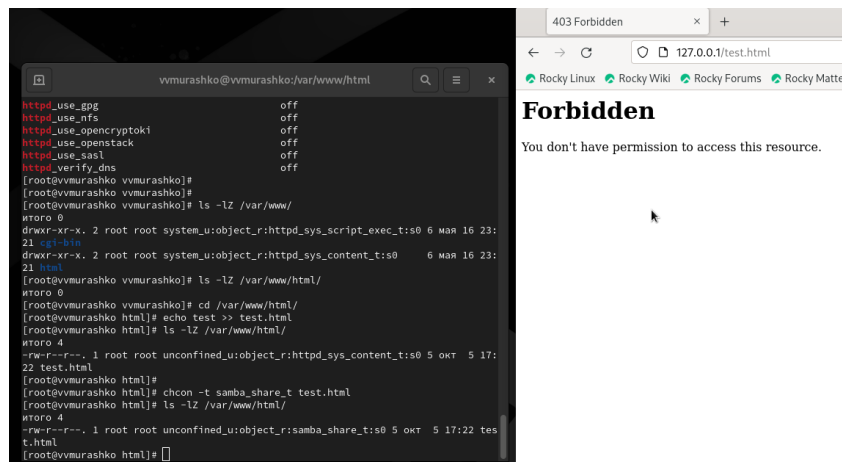 vvmurashko@vvmurashko:/var/www/html
httpd_use_gpg off
httpd_use_nfs off
httpd_use_opencryptoki off
httpd_use_openstack off
httpd_use_sasl off
httpd_verify_dns off
[root@vvmurashko vvmurashko]#
[root@vvmurashko vvmurashko]#
[root@vvmurashko vvmurashko]# ls -lZ /var/www/
итого 0
drwxr-xr-x. 2 root root system_u:object_r:httpd_sys_script_exec_t:s0 6 мая 16 23:
21 cgi-bin
drwxr-xr-x. 2 root root system_u:object_r:httpd_sys_content_t:s0 6 мая 16 23:
21 html
[root@vvmurashko vvmurashko]# ls -lZ /var/www/html/
итого 0
[root@vvmurashko vvmurashko]# cd /var/www/html/
[root@vvmurashko html]# echo test >> test.html
[root@vvmurashko html]# ls -lZ /var/www/html/
итого 4
-rw-r--r--. 1 root root unconfined_u:object_r:httpd_sys_content_t:s0 5 окт 5 17:
22 test.html
[root@vvmurashko html]#
[root@vvmurashko html]# chcon -t samba_share_t test.html
[root@vvmurashko html]# ls -lZ /var/www/html/
итого 4
-rw-r--r--. 1 root root unconfined_u:object_r:samba_share_t:s0 5 окт 5 17:22 tes
t.html
[root@vvmurashko html]#
403 Forbidden
127.0.0.1/test.html
Rocky Linux Rocky Wiki Rocky Forums Rocky Matte
Forbidden
You don't have permission to access this resource.